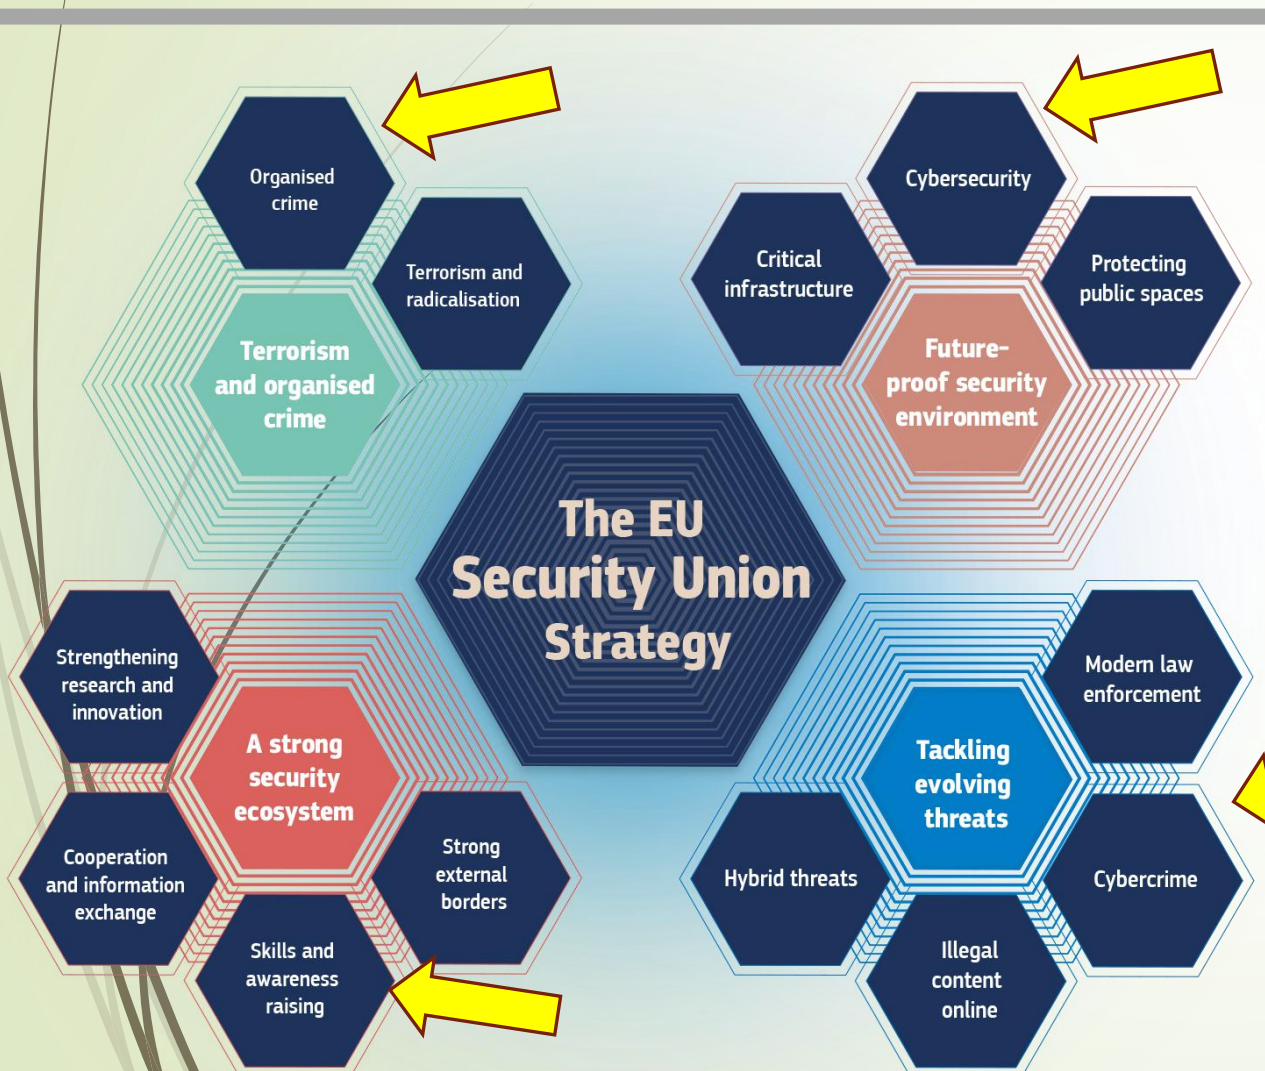 Organised
crime
Terrorism and
radicalisation
Terrorism
and organised
crime
Cybersecurity
Critical
infrastructure
Protecting
public spaces
Future-
proof security
environment
The EU
Security Union
Strategy
Strengthening
research and
innovation
A strong
security
ecosystem
Cooperation
and information
exchange
Strong
external
borders
Skills and
awareness
raising
Modern law
enforcement
Tackling
evolving
threats
Hybrid threats
Cybercrime
Illegal
content
online